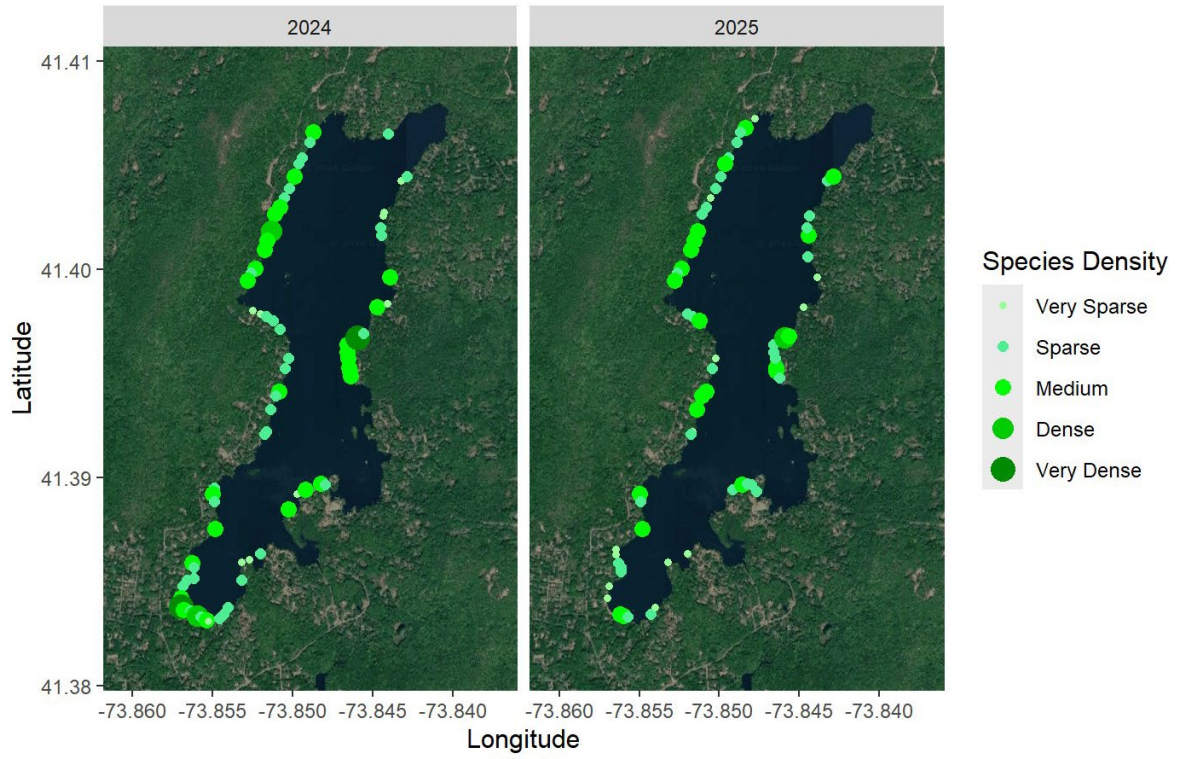 2024
2025
41.41
41.40
41.39
41.38
Latitude
-73.860 -73.855 -73.850 -73.845 -73.840
-73.860 -73.855 -73.850 -73.845 -73.840
Longitude
Species Density
Very Sparse
Sparse
Medium
Dense
Very Dense